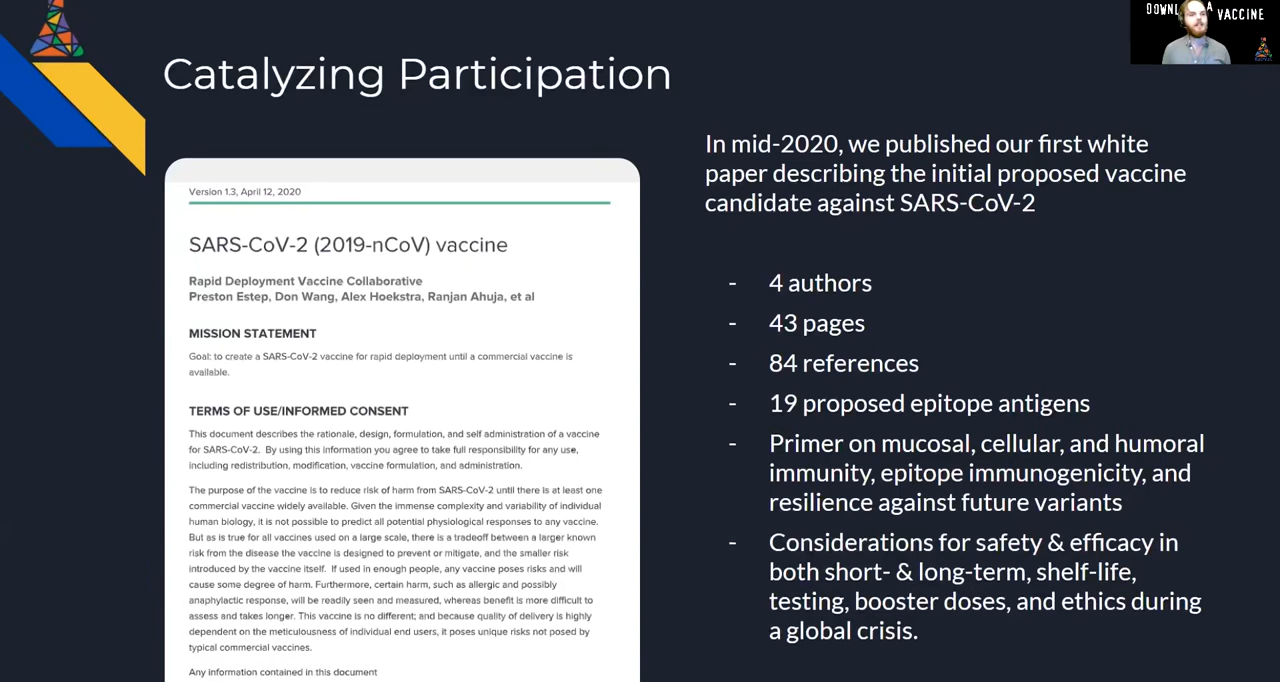 DOWNL A
VACCINE
Catalyzing Participation
Version 1.3, April 12, 2020
SARS-CoV-2 (2019-nCoV) vaccine
Rapid Deployment Vaccine Collaborative
Preston Estep, Don Wang, Alex Hoekstra, Ranjan Ahuja, et al
MISSION STATEMENT
Goal: to create a SARS-CoV-2 vaccine for rapid deployment until a commercial vaccine is
available.
TERMS OF USE/INFORMED CONSENT
This document describes the rationale, design, formulation, and self administration of a vaccine
for SARS-CoV-2. By using this information you agree to take full responsibility for any use,
including redistribution, modification, vaccine formulation, and administration.
The purpose of the vaccine is to reduce risk of harm from SARS-CoV-2 until there is at least one
commercial vaccine widely available. Given the immense complexity and variability of individual
human biology, it is not possible to predict all potential physiological responses to any vaccine.
But as is true for all vaccines used on a large scale, there is a tradeoff between a larger known
risk from the disease the vaccine is designed to prevent or mitigate, and the smaller risk
introduced by the vaccine itself. If used in enough people, any vaccine poses risks and will
cause some degree of harm. Furthermore, certain harm, such as allergic and possibly
anaphylactic response, will be readily seen and measured, whereas benefit is more difficult to
assess and takes longer. This vaccine is no different; and because quality of delivery is highly
dependent on the meticulousness of individual end users, it poses unique risks not posed by
typical commercial vaccines.
Any information contained in this document
In mid-2020, we published our first white
paper describing the initial proposed vaccine
candidate against SARS-CoV-2
- 4 authors
- 43 pages
- 84 references
- 19 proposed epitope antigens
- Primer on mucosal, cellular, and humoral
immunity, epitope immunogenicity, and
resilience against future variants
- Considerations for safety & efficacy in
both short- & long-term, shelf-life,
testing, booster doses, and ethics during
a global crisis.